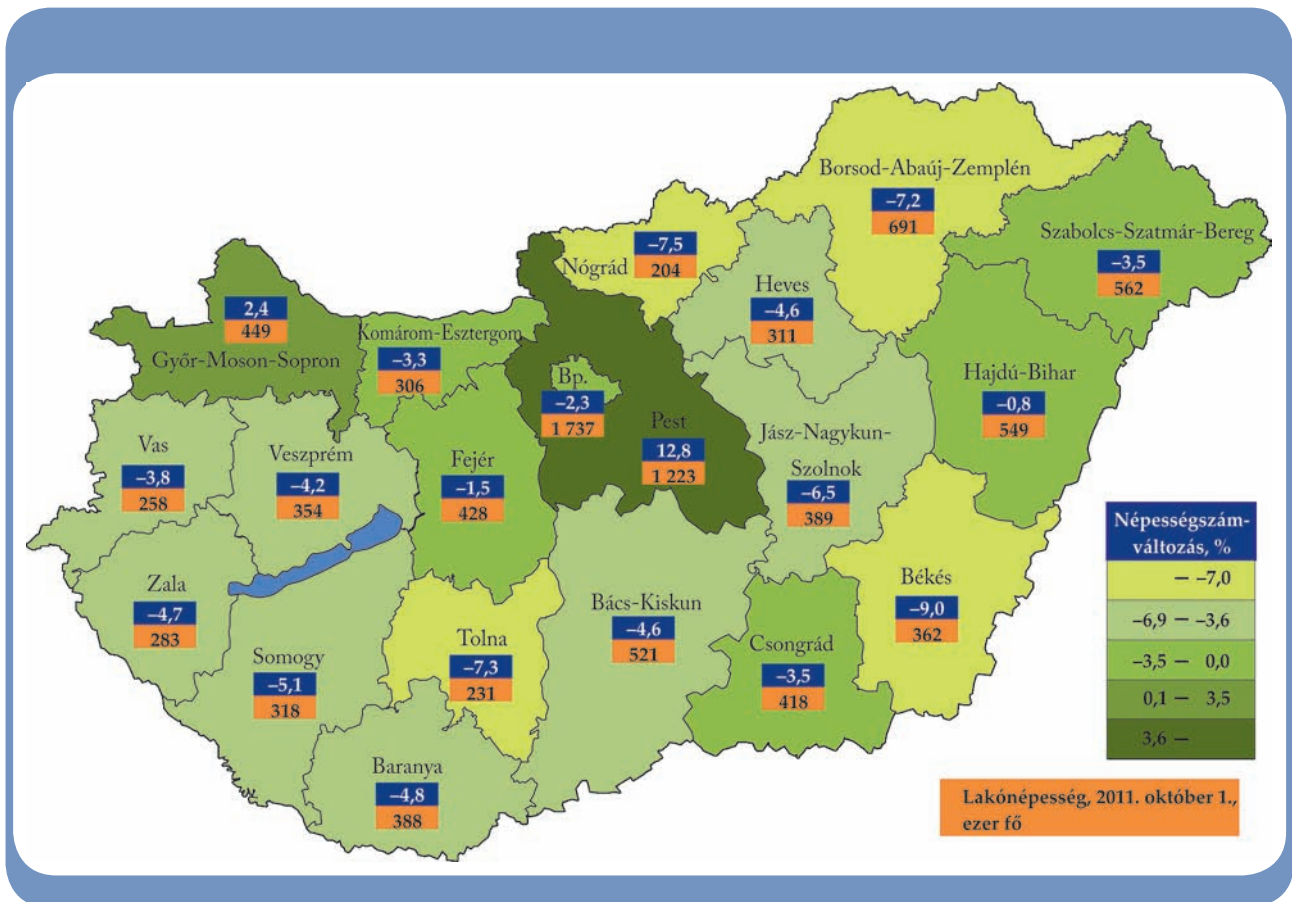 Borsod-Abaúj-Zemplén
–7,2
691
Szabolcs-Szatmár-Bereg
–3,5
562
Nógrád
–7,5
204
Heves
–4,6
311
2,4
449
Győr-Moson-Sopron
Komárom-Esztergom
–3,3
306
Bp.
–2,3
1 737
Pest
12,8
1 223
Hajdú-Bihar
–0,8
549
Jász-Nagykun-
Szolnok
–6,5
389
Vas
–3,8
258
Veszprém
–4,2
354
Fejér
–1,5
428
Zala
–4,7
283
Somogy
–5,1
318
Tolna
–7,3
231
Bács-Kiskun
–4,6
521
Csongrád
–3,5
418
Békés
–9,0
362
Baranya
–4,8
388
Népességszám-
változás, %
— –7,0
–6,9 — –3,6
–3,5 — 0,0
0,1 — 3,5
3,6 —
Lakónépesség, 2011. október 1.,
ezer fő